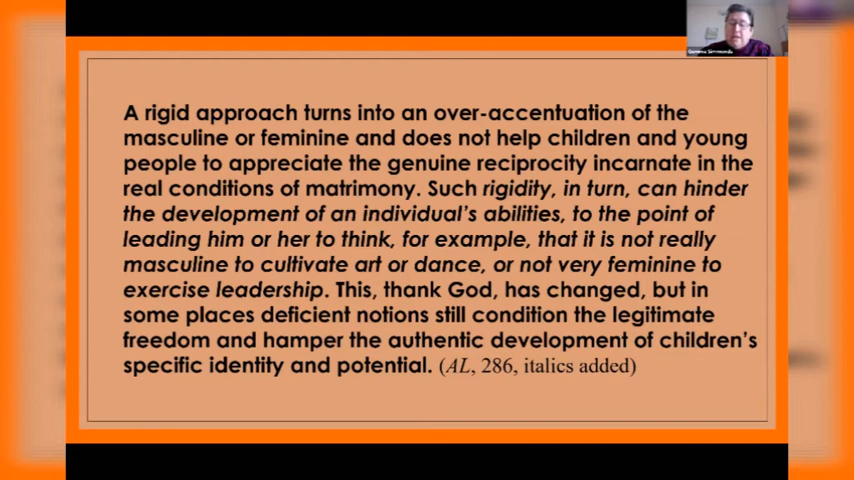 Gemma Simmonds
A rigid approach turns into an over-accentuation of the
masculine or feminine and does not help children and young
people to appreciate the genuine reciprocity incarnate in the
real conditions of matrimony. Such rigidity, in turn, can hinder
the development of an individual's abilities, to the point of
leading him or her to think, for example, that it is not really
masculine to cultivate art or dance, or not very feminine to
exercise leadership. This, thank God, has changed, but in
some places deficient notions still condition the legitimate
freedom and hamper the authentic development of children's
specific identity and potential. (AL, 286, italics added)